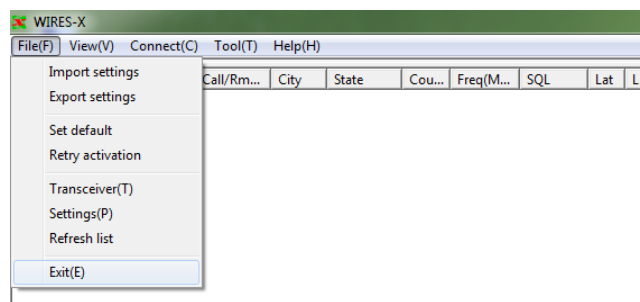 WIRES-X
File(F) View(V) Connect(C) Tool(T) Help(H)
Call/Rm... City State Cou... Freq(M... SQL Lat L
Import settings
Export settings
Set default
Retry activation
Transceiver(T)
Settings(P)
Refresh list
Exit(E)